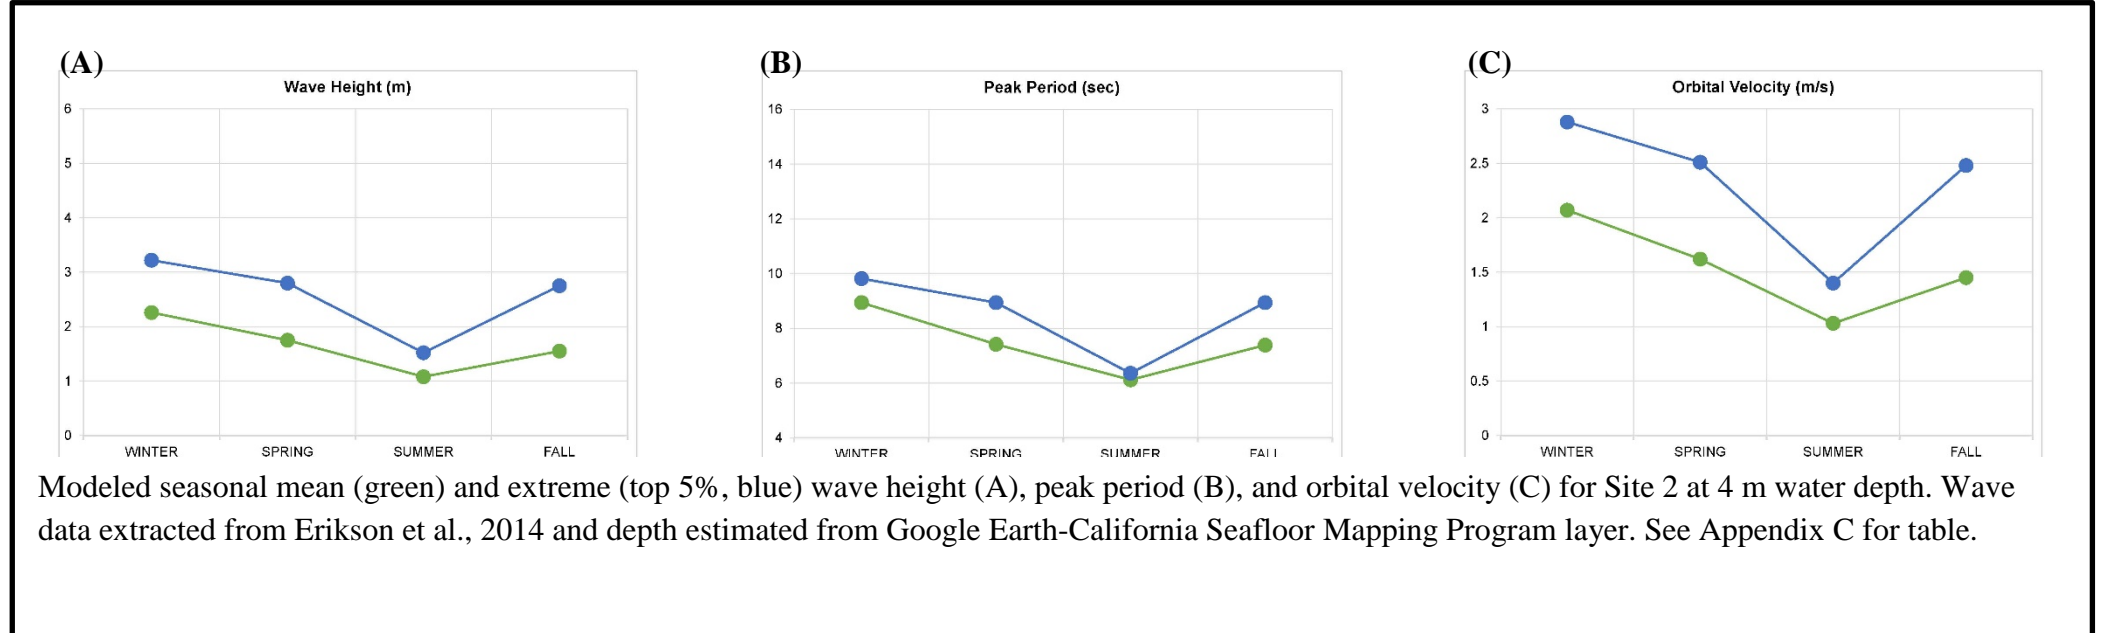 (A)
Wave Height (m)
6
5
4
3
2
1
0
WINTER SPRING SUMMER FALL
(B)
Peak Period (sec)
16
14
12
10
8
6
4
WINTER SPRING SUMMER FALL
(C)
Orbital Velocity (m/s)
3
2.5
2
1.5
1
0.5
0
WINTER SPRING SUMMER FALL
Modeled seasonal mean (green) and extreme (top 5%, blue) wave height (A), peak period (B), and orbital velocity (C) for Site 2 at 4 m water depth. Wave
data extracted from Erikson et al., 2014 and depth estimated from Google Earth-California Seafloor Mapping Program layer. See Appendix C for table.